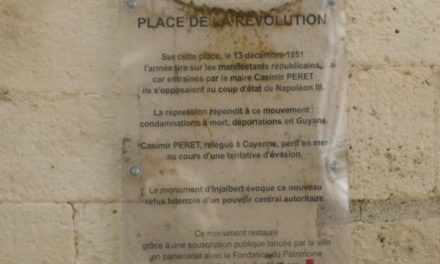 PLACE DE LA RÉVOLUTION
Sur cette place, le 13 décembre 1851
l'armée tira sur les manifestants républicains,
car entrainés par le maire Casimir PERET
ils s'opposaient au coup d'état de Napoléon III.
La répression répondit à ce mouvement :
condamnations à mort, déportations en Guyane.
Casimir PERET, relégué à Cayenne, périt en mer
au cours d'une tentative d'évasion.
Le monument d'Injalbert évoque ce nouveau
refus biterrois d'un pouvoir central autoritaire.
Ce monument restauré
grâce à une souscription publique lancée par la ville
en partenariat avec la Fondation du Patrimoine